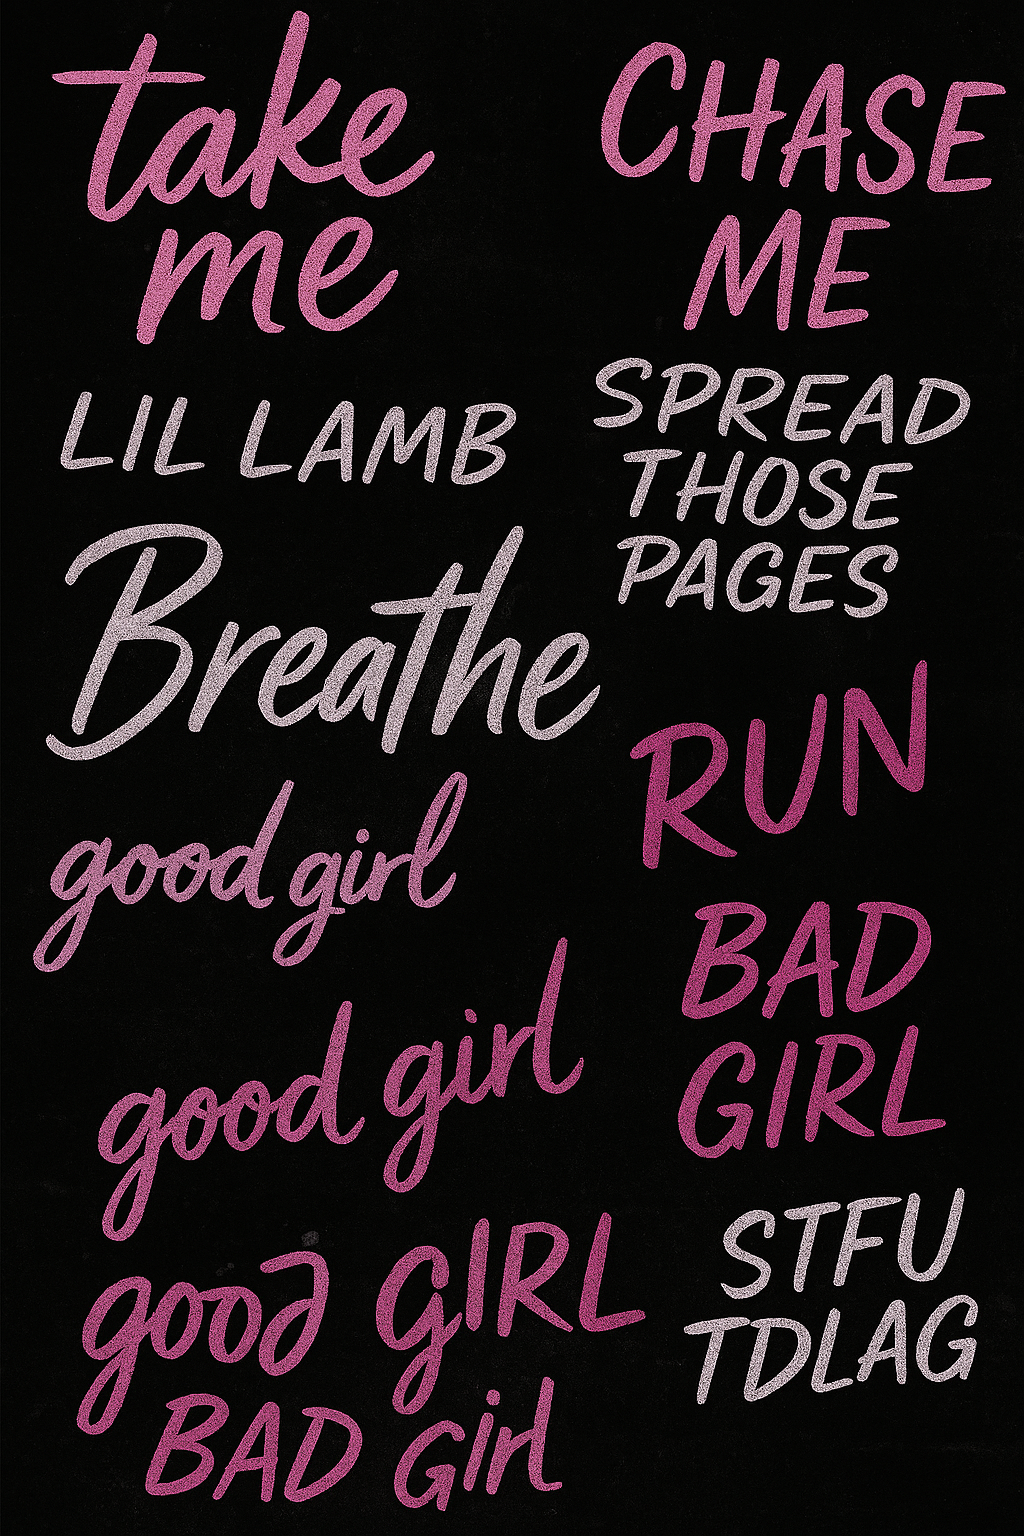 take
me
LIL LAMB
Breathe
good girl
good girl
good GIRL
BAD Girl
CHASE
ME
SPREAD
THOSE
PAGES
RUN
BAD
GIRL
STFU
TDLAG